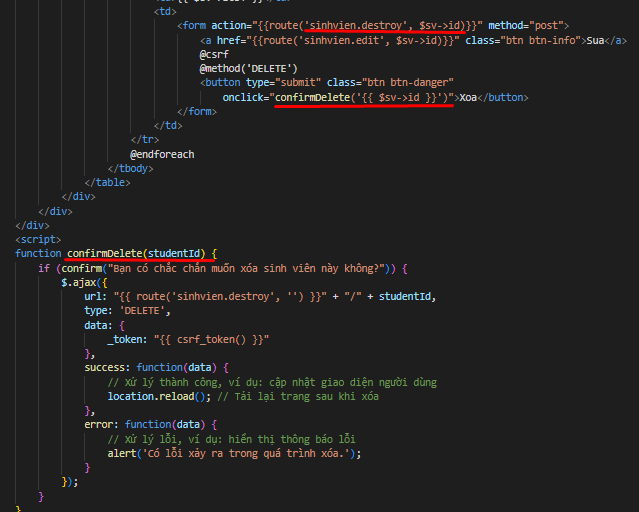 <td>
<form action="{{route('sinhvien.destroy', $sv->id)}}" method="post">
<a href="{{route('sinhvien.edit', $sv->id)}}" class="btn btn-info">Sua</a>
@csrf
@method('DELETE')
<button type="submit" class="btn btn-danger"
onclick="confirmDelete('{{ $sv->id }}')">Xoa</button>
</form>
</td>
</tr>
@endforeach
</tbody>
</table>
</div>
</div>
</div>
<script>
function confirmDelete(studentId) {
if (confirm("Bạn có chắc chắn muốn xóa sinh viên này không?")) {
$.ajax({
url: "{{ route('sinhvien.destroy', '') }}" + "/" + studentId,
type: 'DELETE',
data: {
_token: "{{ csrf_token() }}"
},
success: function(data) {
// Xử lý thành công, ví dụ: cập nhật giao diện người dùng
location.reload(); // Tải lại trang sau khi xóa
},
error: function(data) {
// Xử lý lỗi, ví dụ: hiển thị thông báo lỗi
alert('Có lỗi xảy ra trong quá trình xóa.');
}
});
}
}